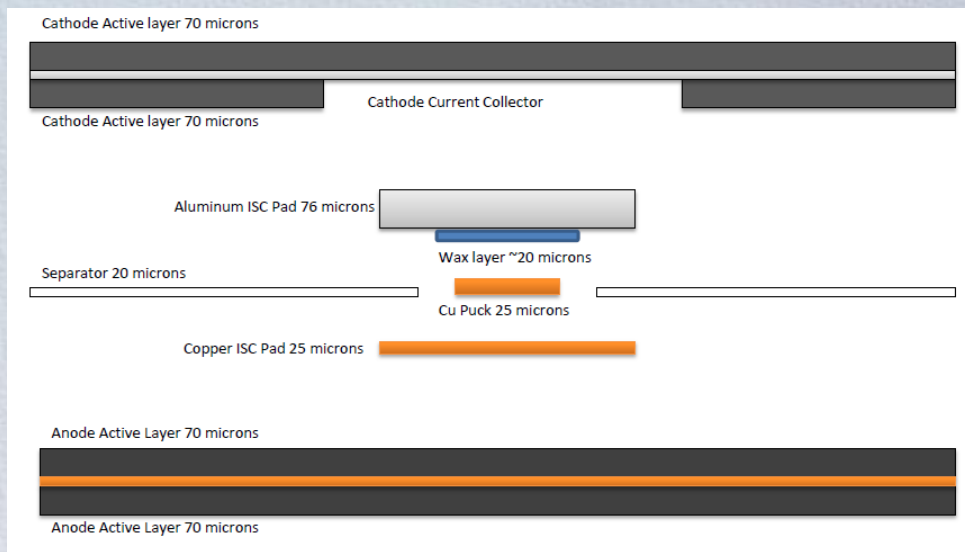 Cathode Active layer 70 microns
Cathode Current Collector
Cathode Active layer 70 microns
Aluminum ISC Pad 76 microns
Wax layer ~20 microns
Separator 20 microns
Cu Puck 25 microns
Copper ISC Pad 25 microns
Anode Active Layer 70 microns
Anode Active Layer 70 microns